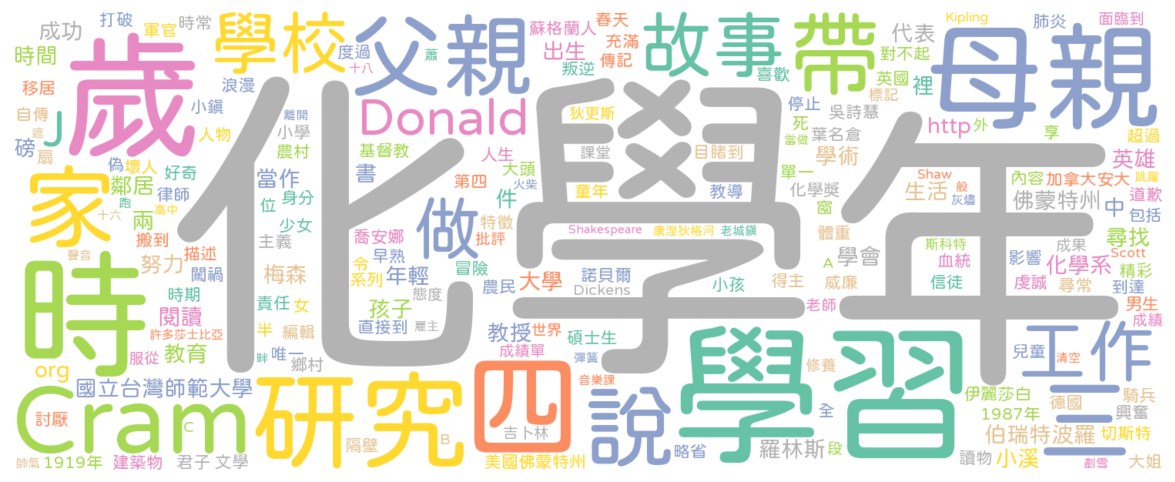 打破 軍官 時常
成功
學校
父親
度過 蕭
十八
蘇格蘭人 春天
出生 充滿
傳記
叛逆
故事
喜歡
帶
代表
對不起
英國 裡
標記
Kipling
母親
肺炎 面臨到
時間
移居
自傳
遮
扇
磅
J
歲
浪漫
小鎮
人物
離開
小學
農村
偽 壞人
Donald
狄更斯
課堂
目睹到
停止 吳詩慧
死 葉名倉
當做
http 外
享 超過
英雄
家
鄰居
跑
十六 高中
兩
好奇
律師
搬到 描述
聲音
努力
闖禍
當作
位 身分
少女
主義
基督教
書
人生
第四
大頭
火柴
件
特徵
批評
童年
教導
單一
化學獎
窗
學術
體重
Shaw 般
生活 灰燼
內容 加拿大安大
佛蒙特州
中
道歉
包括
跳躍
做
化學年
喬安娜
早熟
令 系列 年輕
冒險
態度
農民
大學
Shakespeare 康涅狄格河 老城鎮
諾貝爾
Dickens
小孩
得主
A
威廉
學會
斯科特
血統
信徒
影響
成果
化學系
虔誠 尋常
尋找
Scott
精彩
到達
時
時期
閱讀
許多莎士比亞
服從
教育
梅森
責任 女
半 編輯
畔 唯一
鄉村
孩子
直接到
雇主
教授 世界
成績單
碩士生
彈簧
老師
男生
成績
org
Cram
國立台灣師範大學
討厭
C
帥氣 1919年 建築物 君子 文學
研究
隔壁
B
四
吉卜林
美國佛蒙特州
音樂課
說
略省
學習
修養
全
段
羅林斯
工作
兒童 清空
三
伊麗莎白
1987年
德國
騎兵
興奮
伯瑞特波羅 切斯特
讀物 小溪
剷雪 大姐